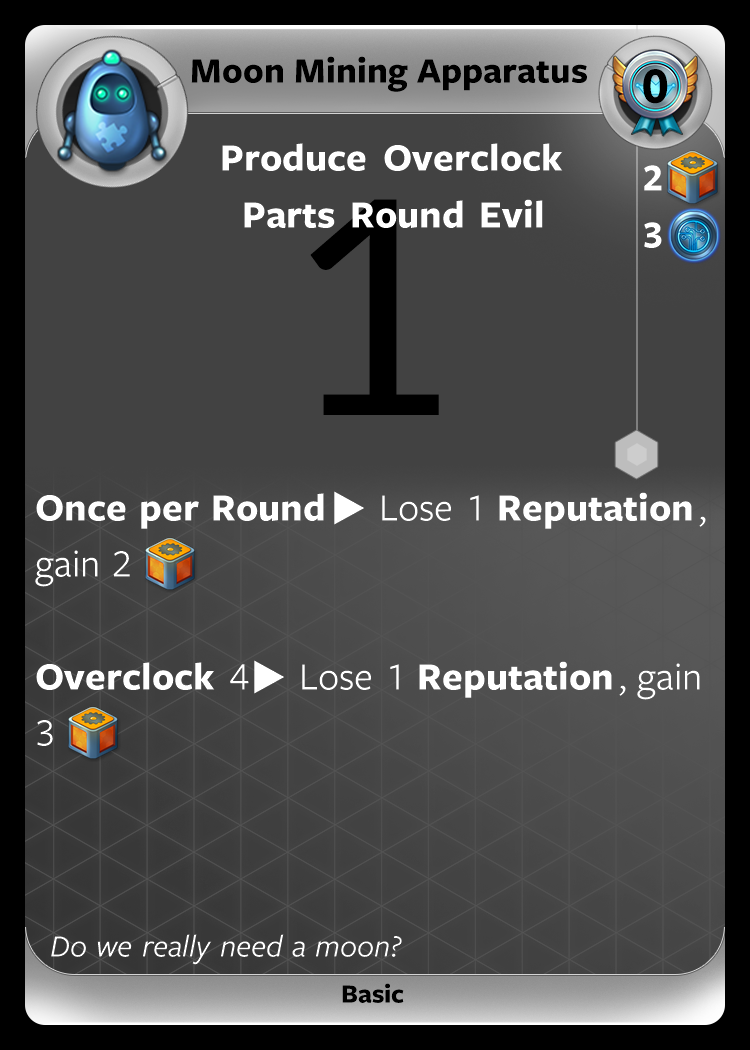 Moon Mining Apparatus
0
Produce Overclock
Parts Round Evil
2
3
1
Once per Round▶ Lose 1 Reputation,
gain 2
Overclock 4▶ Lose 1 Reputation, gain
3
Do we really need a moon?
Basic